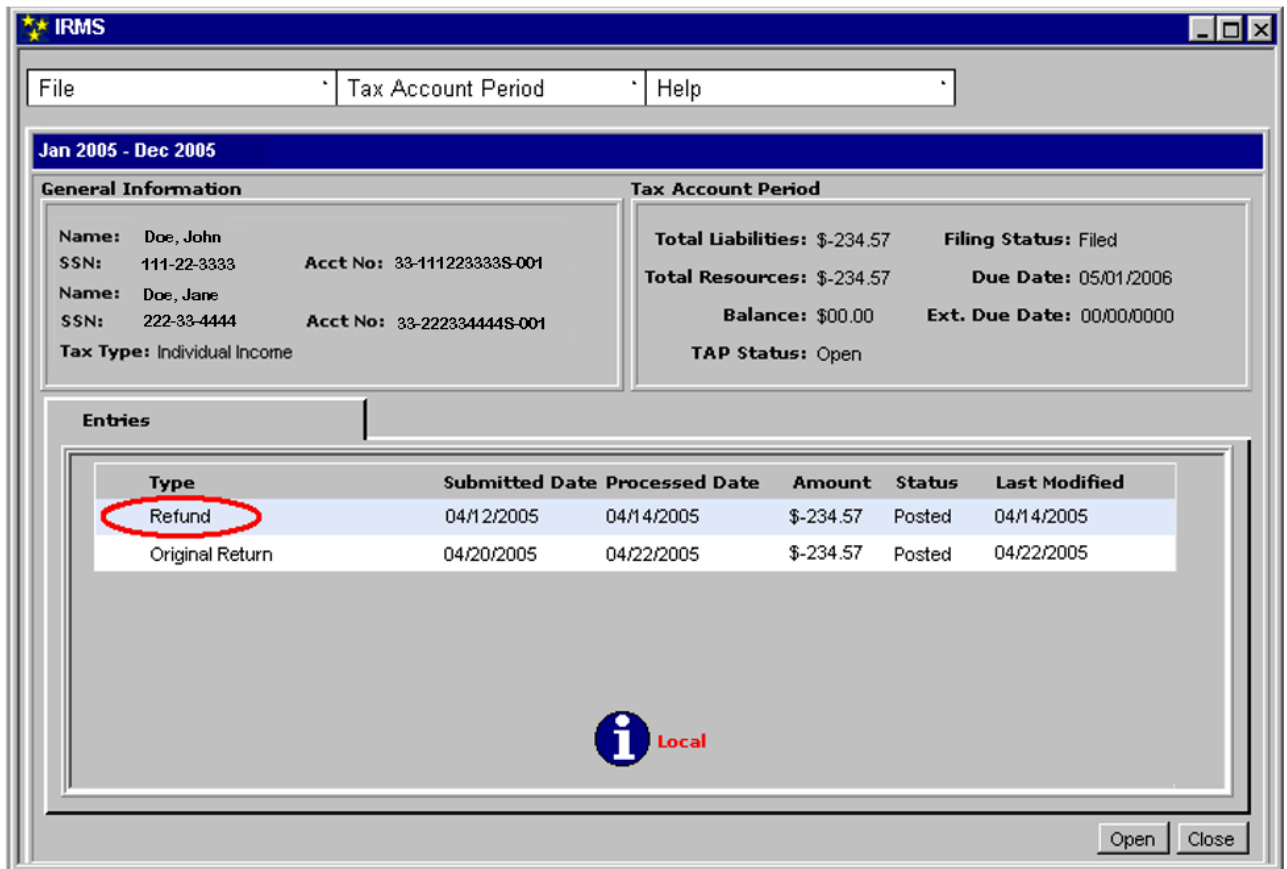 IRMS
File Tax Account Period Help
Jan 2005 - Dec 2005
General Information
Name: Doe, John
SSN: 111-22-3333 Acct No: 33-111223333S-001
Name: Doe, Jane
SSN: 222-33-4444 Acct No: 33-222334444S-001
Tax Type: Individual Income
Tax Account Period
Total Liabilities: $-234.57 Filing Status: Filed
Total Resources: $-234.57 Due Date: 05/01/2006
Balance: $00.00 Ext. Due Date: 00/00/0000
TAP Status: Open
Entries
Type Submitted Date Processed Date Amount Status Last Modified
Refund 04/12/2005 04/14/2005 $-234.57 Posted 04/14/2005
Original Return 04/20/2005 04/22/2005 $-234.57 Posted 04/22/2005
i Local
Open Close